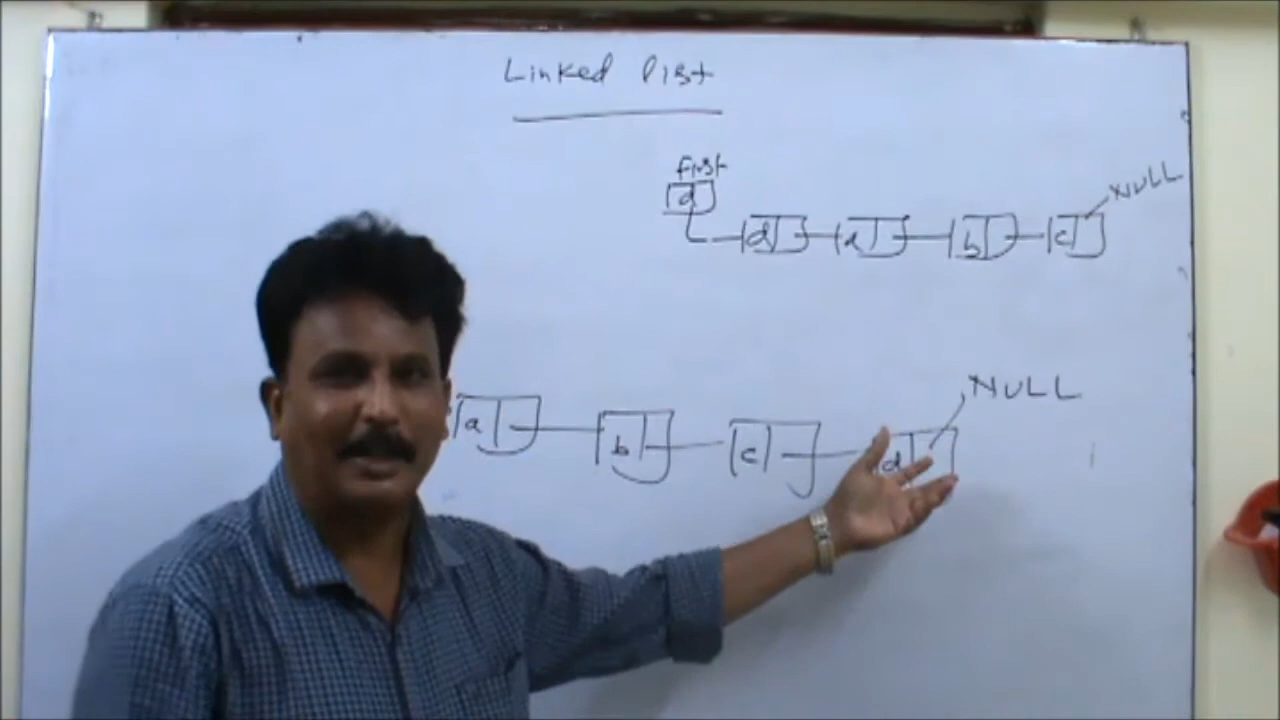 Linked list
first
d
NULL
d a b c
NULL
a b c d